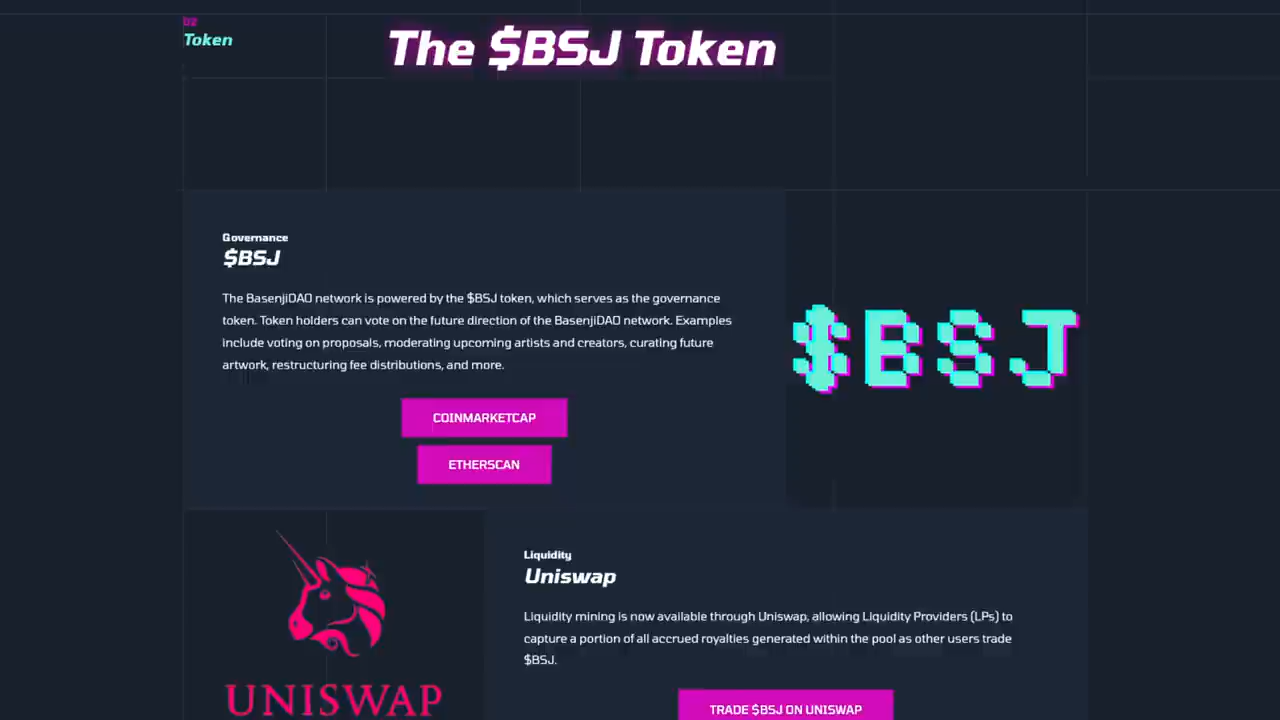 02
Token
The $BSJ Token
Governance
$BSJ
The BasenjiDAO network is powered by the $BSJ token, which serves as the governance
token. Token holders can vote on the future direction of the BasenjiDAO network. Examples
include voting on proposals, moderating upcoming artists and creators, curating future
artwork, restructuring fee distributions, and more.
COINMARKETCAP
ETHERSCAN
$BSJ
Liquidity
Uniswap
Liquidity mining is now available through Uniswap, allowing Liquidity Providers (LPs) to
capture a portion of all accrued royalties generated within the pool as other users trade
$BSJ.
UNISWAP
TRADE $BSJ ON UNISWAP